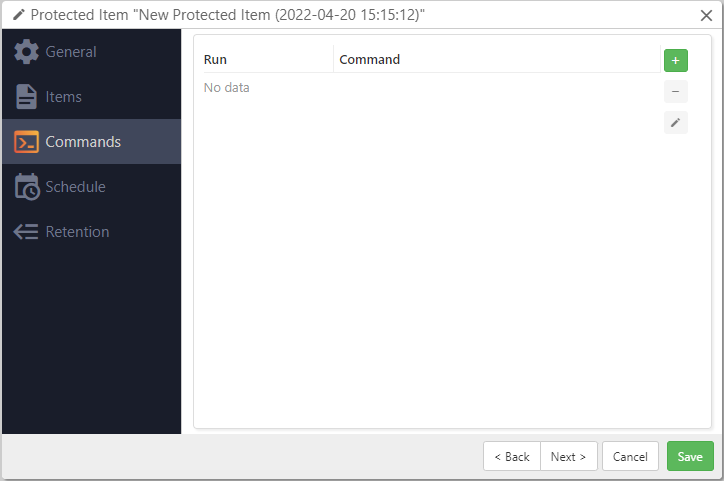 Protected Item "New Protected Item (2022-04-20 15:15:12)"
General
Items
Commands
Schedule
Retention
Run Command
No data
< Back Next > Cancel Save